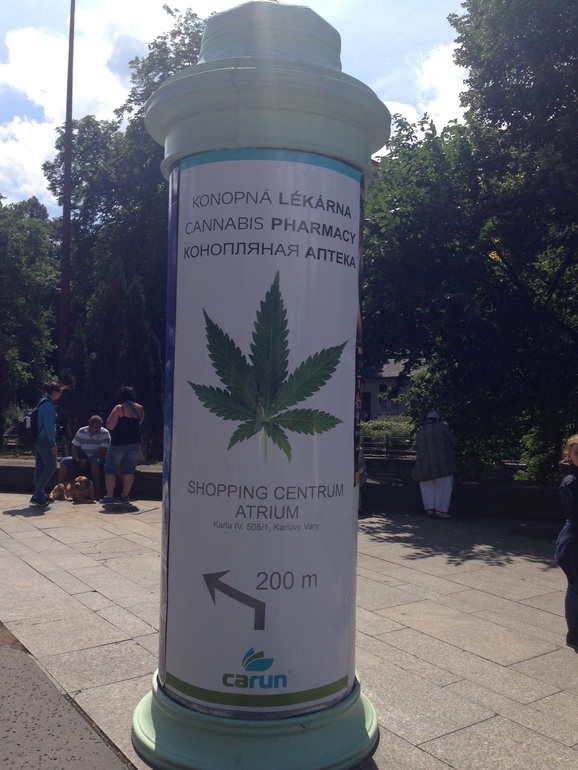 KONOPNÁ LÉKÁRNA
CANNABIS PHARMACY
КОНОПЛЯНАЯ АПТЕКА
SHOPPING CENTRUM
ATRIUM
Karla IV. 505/1, Karlovy Vary
200 m
carun